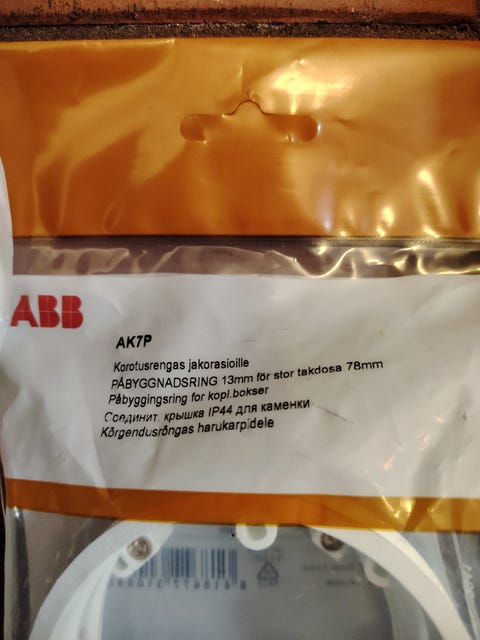 ABB
AK7P
Korotusrengas jakorasioille
PÅBYGGNADSRING 13mm för stor takdosa 78mm
Påbyggingsring for kopl.bokser
Соединит. крышка IP44 для каменки
Kõrgendusrõngas harukarpidele